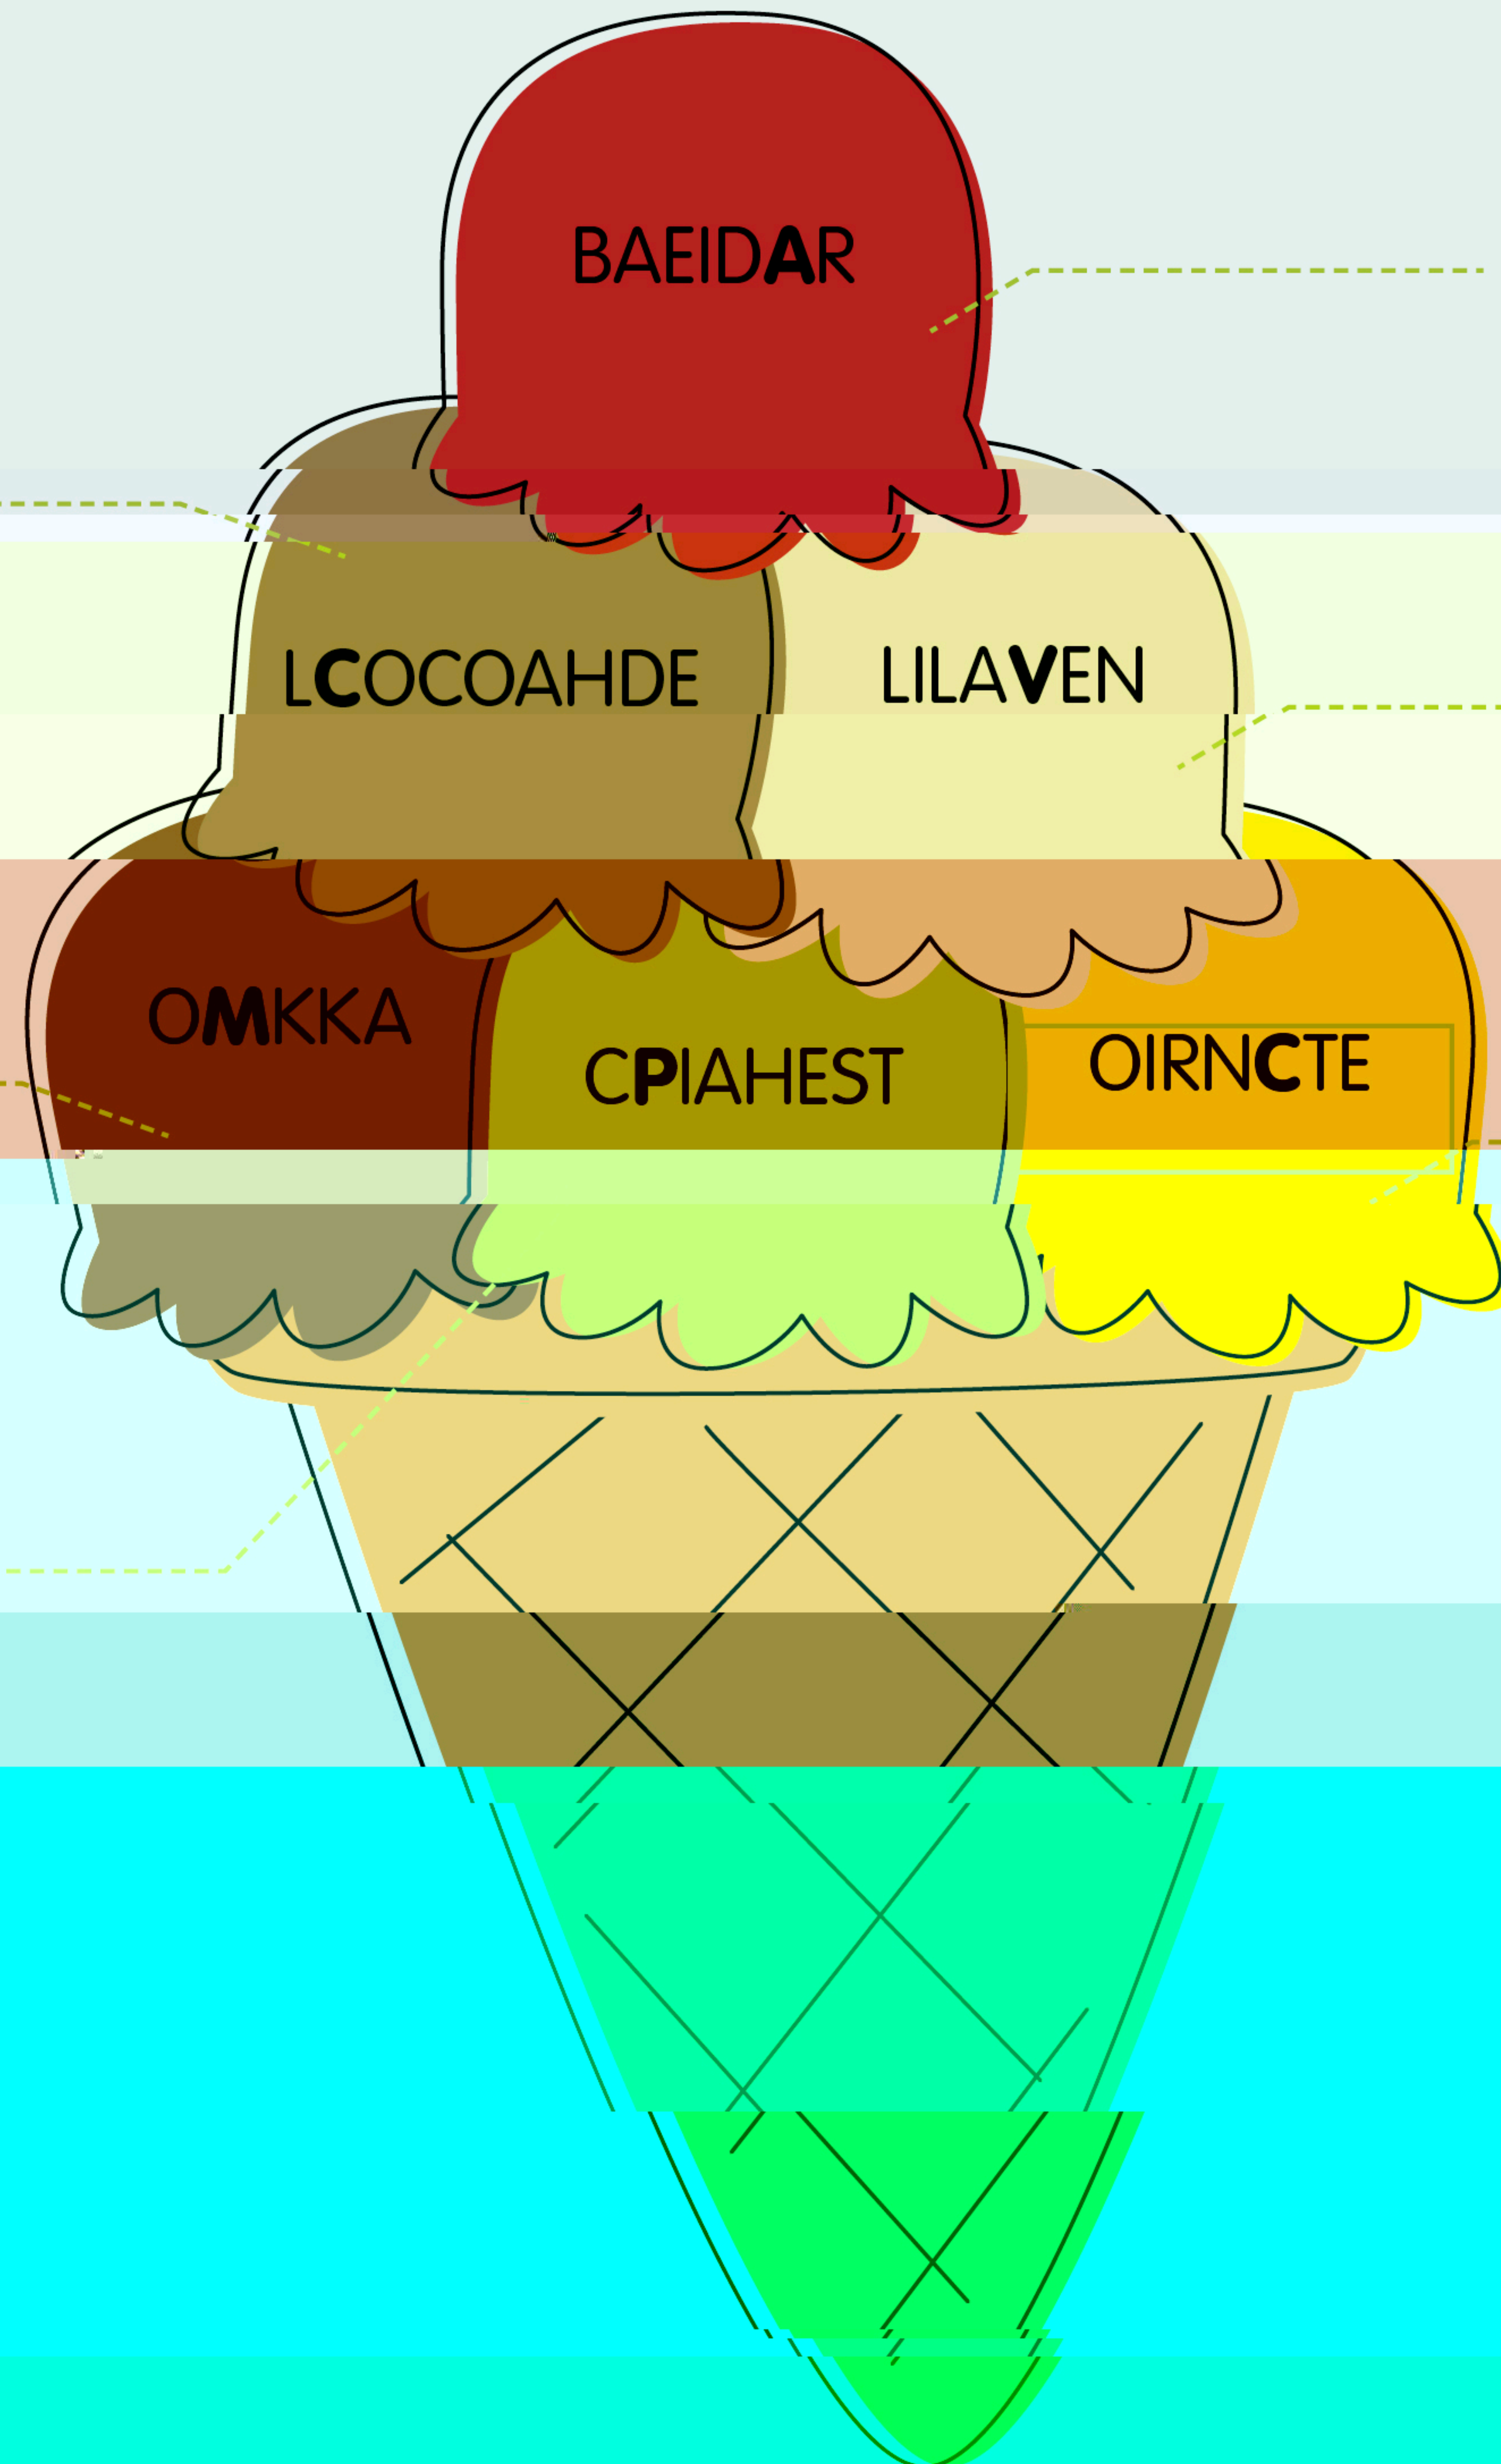 BAEIDAR
LCOCOAHDE
LILAVEN
OMKKA
CPIAHEST
OIRNCTE